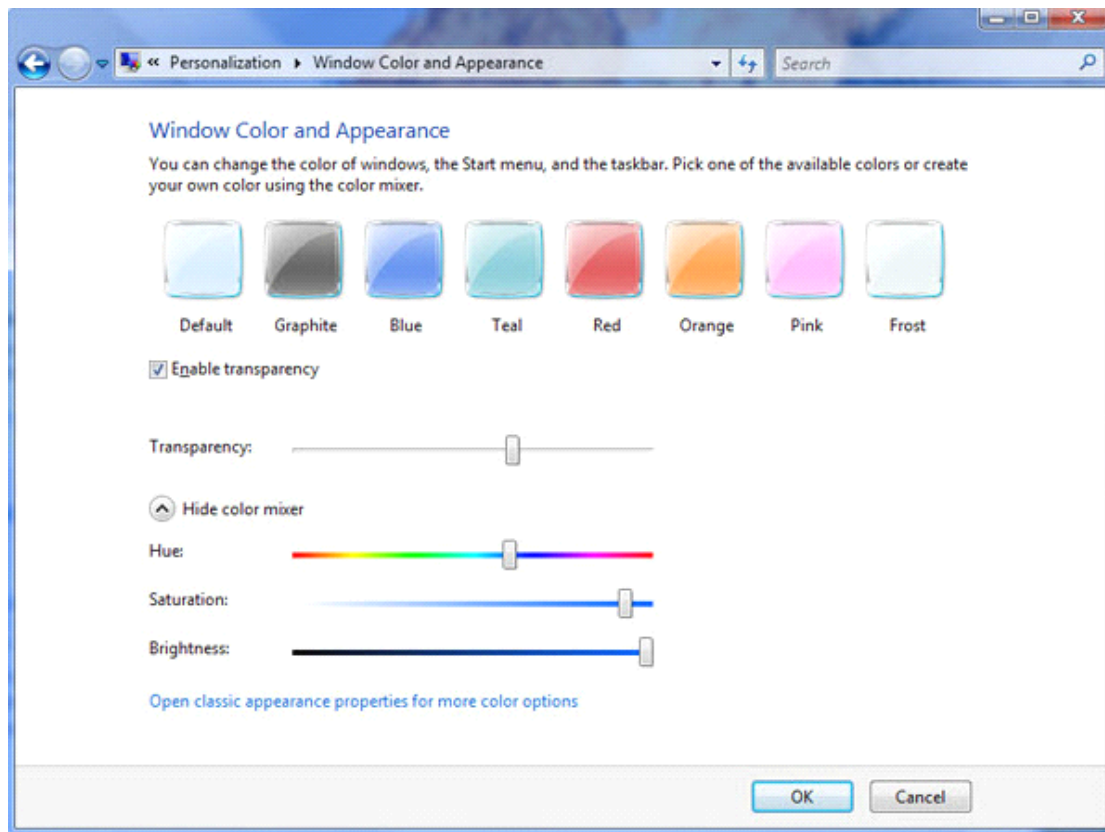 « Personalization ▸ Window Color and Appearance
Search
Window Color and Appearance
You can change the color of windows, the Start menu, and the taskbar. Pick one of the available colors or create
your own color using the color mixer.
Default Graphite Blue Teal Red Orange Pink Frost
Enable transparency
Transparency:
Hide color mixer
Hue:
Saturation:
Brightness:
Open classic appearance properties for more color options
OK Cancel